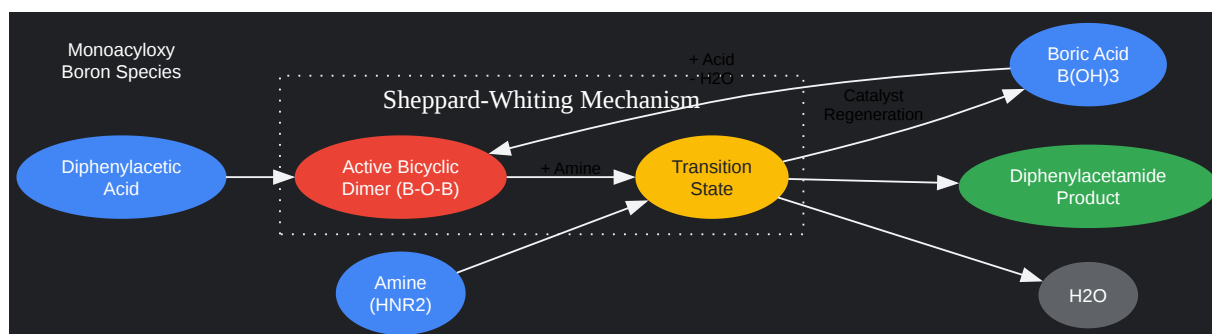 Monoacyloxy
Boron Species
+ Acid
- H2O
Boric Acid
B(OH)3
Sheppard-Whiting Mechanism
Catalyst
Regeneration
Diphenylacetic
Acid
Active Bicyclic
Dimer (B-O-B)
+ Amine
Transition
State
Diphenylacetamide
Product
Amine
(HNR2)
H2O